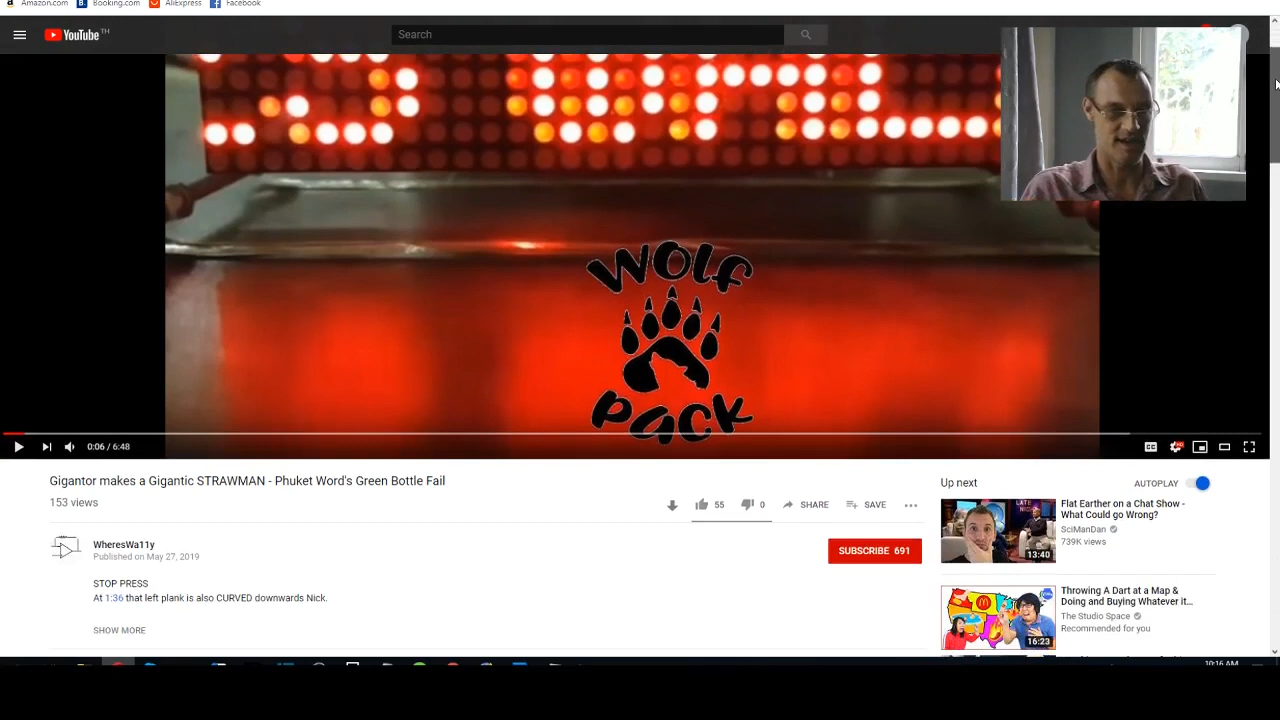 Amazon.com Booking.com AliExpress Facebook
YouTube TH
Search
Wolf
Pack
0:06 / 6:48
Gigantor makes a Gigantic STRAWMAN - Phuket Word's Green Bottle Fail
153 views
55 0 SHARE SAVE
WheresWa11y
Published on May 27, 2019
SUBSCRIBE 691
STOP PRESS
At 1:36 that left plank is also CURVED downwards Nick.
SHOW MORE
Up next
AUTOPLAY
Flat Earther on a Chat Show -
What Could go Wrong?
SciManDan
739K views
13:40
Throwing A Dart at a Map &
Doing and Buying Whatever it...
The Studio Space
Recommended for you
16:23
10:16 AM